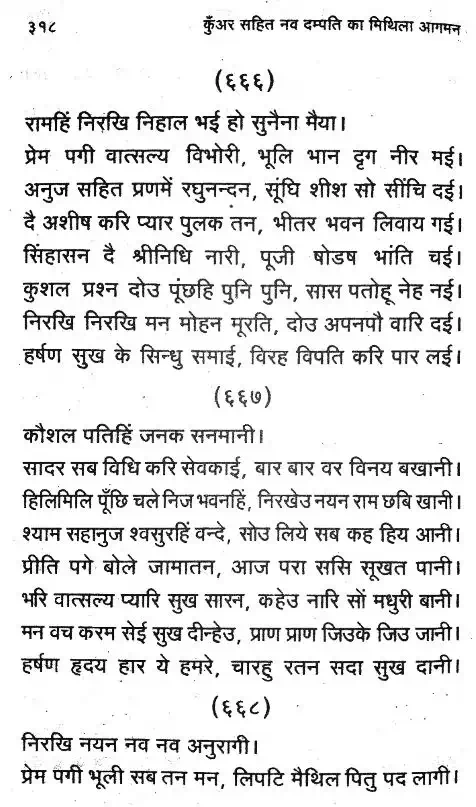 ३१८ कुँअर सहित नव दम्पति का मिथिला आगमन
(६६६)
रामहिं निरखि निहाल भई हो सुनैना मैया।
प्रेम पगी वात्सल्य विभोरी, भूलि भान दृग नीर मई।
अनुज सहित प्रणमें रघुनन्दन, सूंघि शीश सो सींचि दई।
दै अशीष करि प्यार पुलक तन, भीतर भवन लिवाय गई।
सिंहासन दै श्रीनिधि नारी, पूजी षोडष भांति चई।
कुशल प्रश्न दोउ पूंछहि पुनि पुनि, सास पतोहू नेह नई।
निरखि निरखि मन मोहन मूरति, दोउ अपनपौ वारि दई।
हर्षण सुख के सिन्धु समाई, विरह विपति करि पार लई।
(६६७)
कौशल पतिहिं जनक सनमानी।
सादर सब विधि करि सेवकाई, बार बार वर विनय बखानी।
हिलिमिलि पूँछि चले निज भवनहिं, निरखेउ नयन राम छबि खानी।
श्याम सहानुज श्वसुरहिं वन्दे, सोउ लिये सब कह हिय आनी।
प्रीति पगे बोले जामातन, आज परा ससि सूखत पानी।
भरि वात्सल्य प्यारि सुख सारन, कहेउ नारि सों मधुरी बानी।
मन वच करम सेई सुख दीन्हेउ, प्राण प्राण जिउके जिउ जानी।
हर्षण हृदय हार ये हमरे, चारहु रतन सदा सुख दानी।
(६६८)
निरखि नयन नव नव अनुरागी।
प्रेम पगी भूली सब तन मन, लिपटि मैथिल पितु पद लागी।